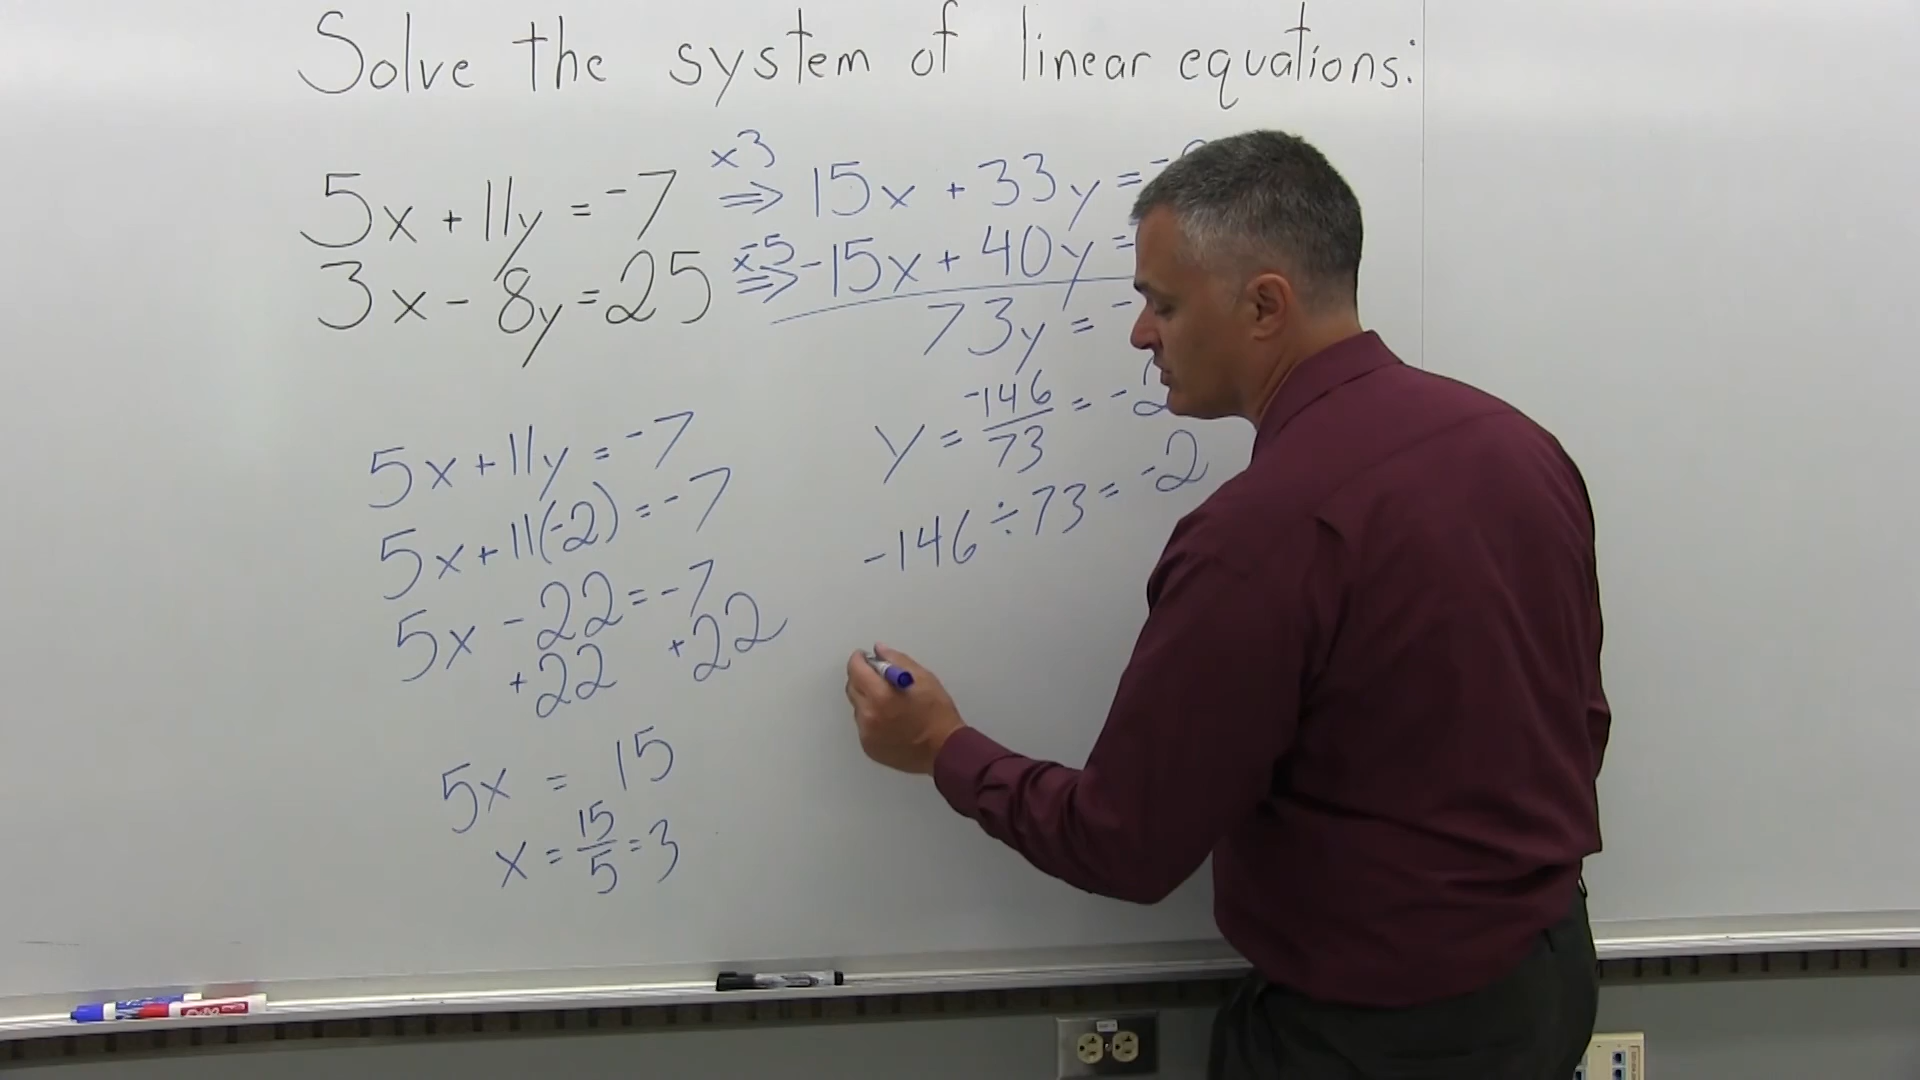 Solve the system of linear equations:
5x + 11y = -7 x3 ⇒ 15x + 33y = -
3x - 8y = 25 x-5 ⇒ -15x + 40y =
73y = -
y = -146/73 = -2
-146 ÷ 73 = -2
5x + 11y = -7
5x + 11(-2) = -7
5x - 22 = -7
+22 +22
5x = 15
x = 15/5 = 3